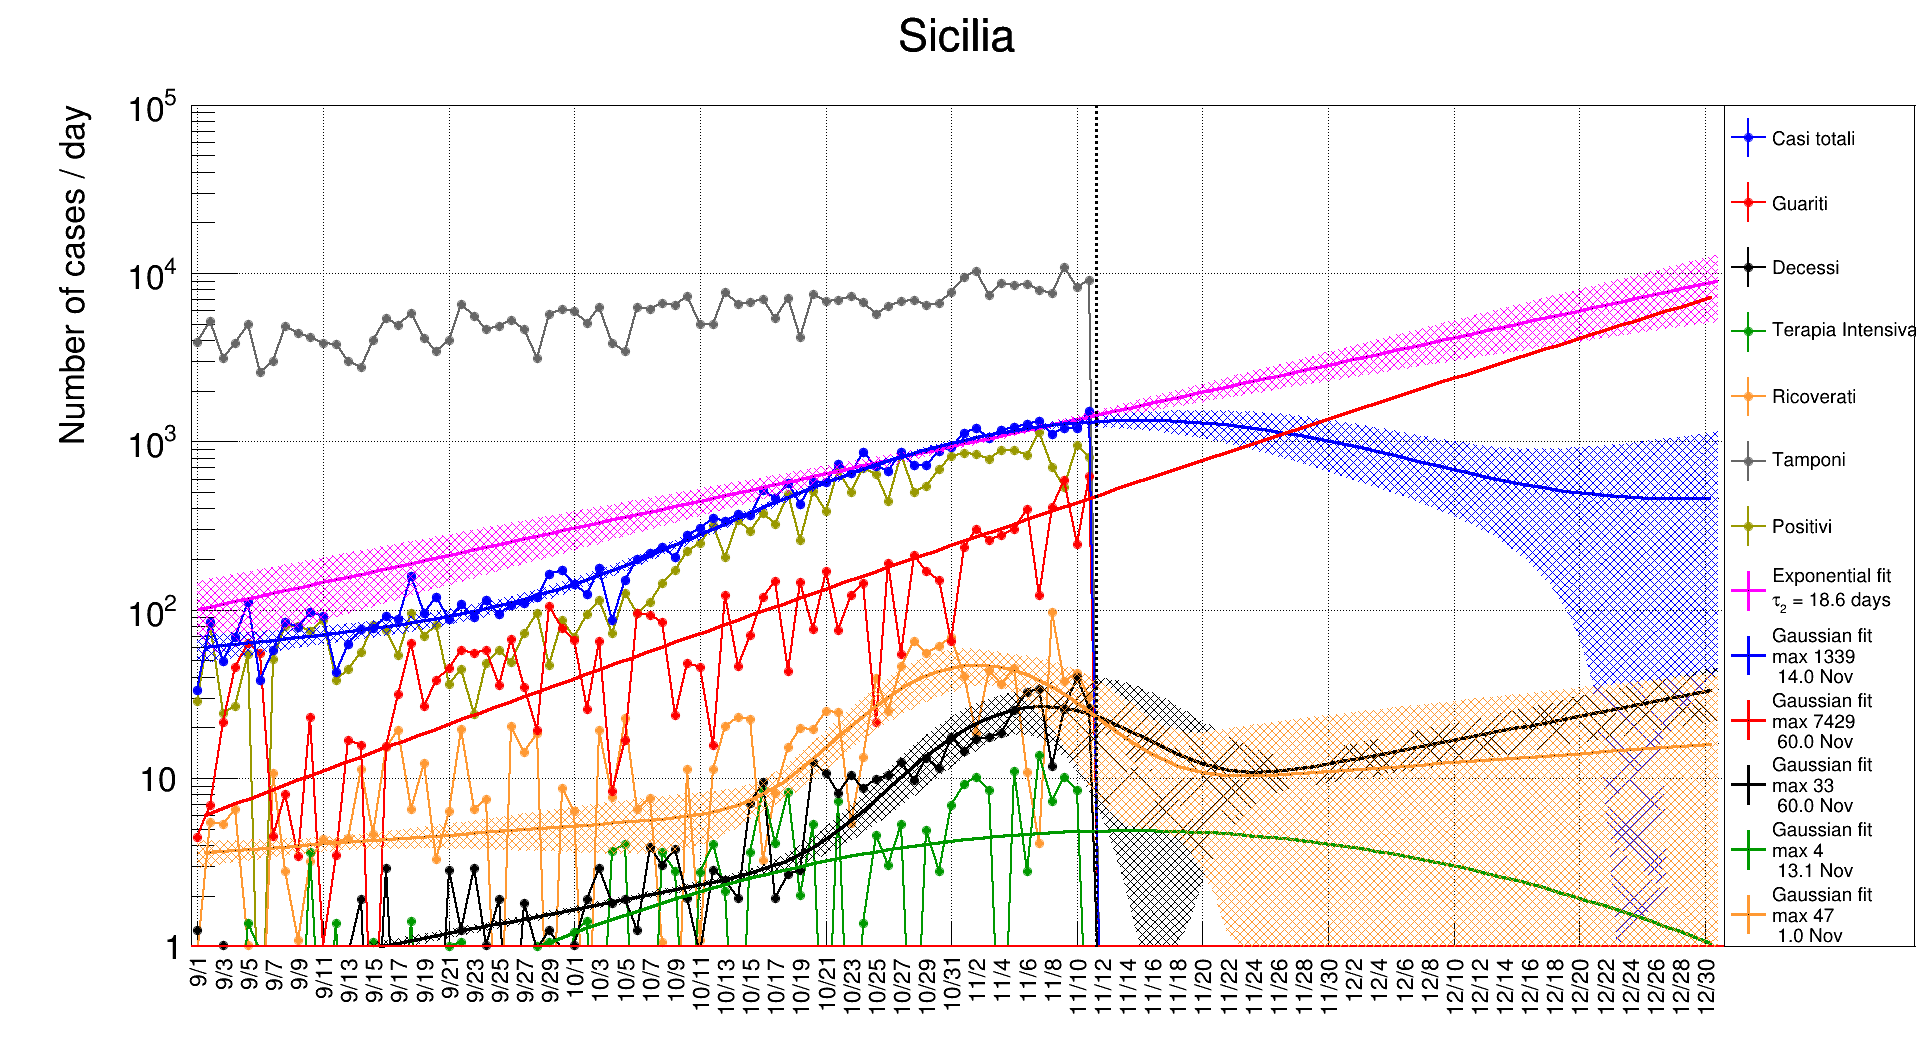 Sicilia
Number of cases / day
10^5
10^4
10^3
10^2
10
1
9/1
9/3
9/5
9/7
9/9
9/11
9/13
9/15
9/17
9/19
9/21
9/23
9/25
9/27
9/29
10/1
10/3
10/5
10/7
10/9
10/11
10/13
10/15
10/17
10/19
10/21
10/23
10/25
10/27
10/29
10/31
11/2
11/4
11/6
11/8
11/10
11/12
11/14
11/16
11/18
11/20
11/22
11/24
11/26
11/28
11/30
12/2
12/4
12/6
12/8
12/10
12/12
12/14
12/16
12/18
12/20
12/22
12/24
12/26
12/28
12/30
Casi totali
Guariti
Decessi
Terapia Intensiva
Ricoverati
Tamponi
Positivi
Exponential fit
τ₂ = 18.6 days
Gaussian fit
max 1339
14.0 Nov
Gaussian fit
max 7429
60.0 Nov
Gaussian fit
max 33
60.0 Nov
Gaussian fit
max 4
13.1 Nov
Gaussian fit
max 47
1.0 Nov